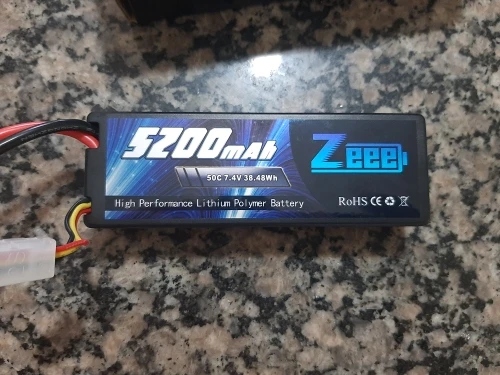 5200mAh
Zeee
50C 7.4V 38.48Wh
High Performance Lithium Polymer Battery
RoHS CE